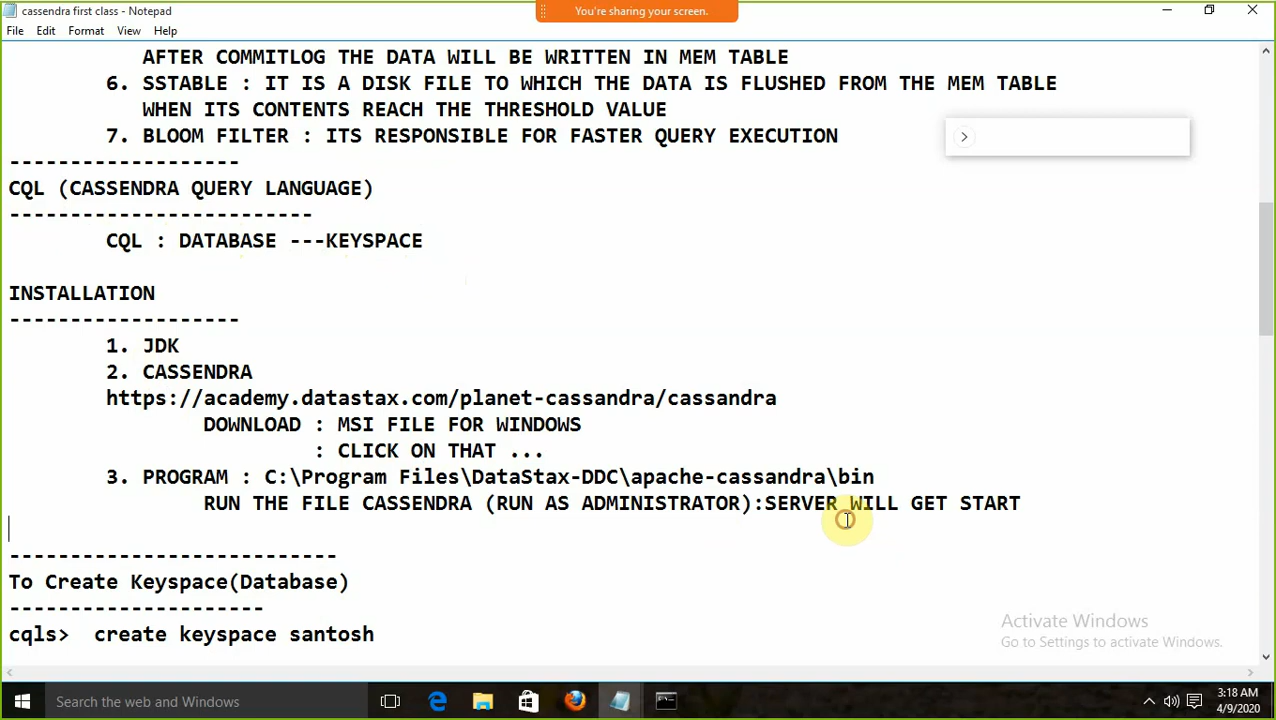 cassendra first class - Notepad
You're sharing your screen.
File Edit Format View Help
AFTER COMMITLOG THE DATA WILL BE WRITTEN IN MEM TABLE
6. SSTABLE : IT IS A DISK FILE TO WHICH THE DATA IS FLUSHED FROM THE MEM TABLE
WHEN ITS CONTENTS REACH THE THRESHOLD VALUE
7. BLOOM FILTER : ITS RESPONSIBLE FOR FASTER QUERY EXECUTION
-------------------
CQL (CASSENDRA QUERY LANGUAGE)
-------------------------
CQL : DATABASE ---KEYSPACE
INSTALLATION
-------------------
1. JDK
2. CASSENDRA
https://academy.datastax.com/planet-cassandra/cassandra
DOWNLOAD : MSI FILE FOR WINDOWS
: CLICK ON THAT ...
3. PROGRAM : C:\Program Files\DataStax-DDC\apache-cassandra\bin
RUN THE FILE CASSENDRA (RUN AS ADMINISTRATOR):SERVER WILL GET START
---------------------------
To Create Keyspace(Database)
---------------------
cqls> create keyspace santosh
Activate Windows
Go to Settings to activate Windows.
Search the web and Windows
3:18 AM
4/9/2020